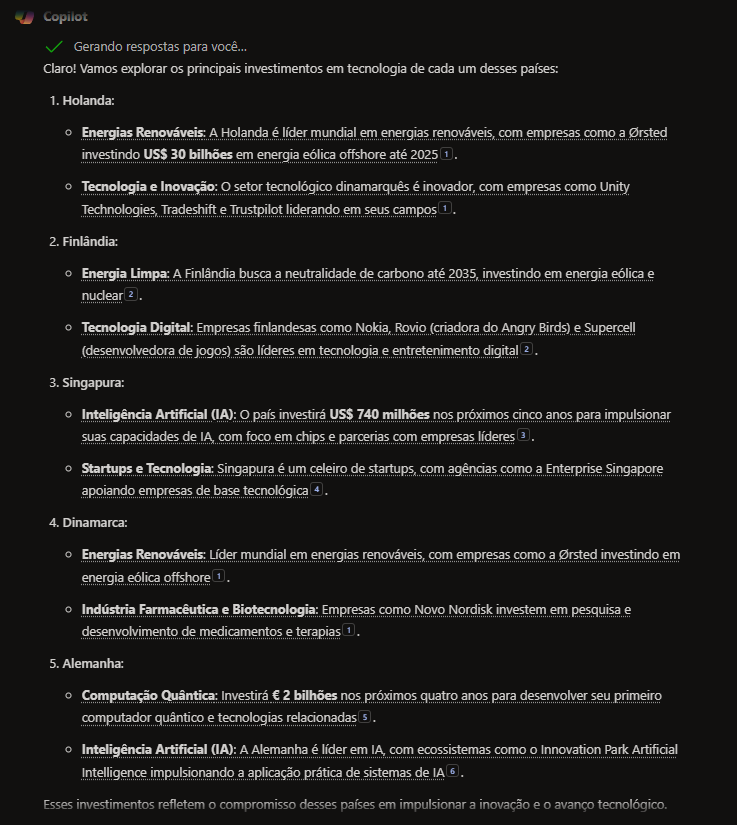 Copilot
Gerando respostas para você...
Claro! Vamos explorar os principais investimentos em tecnologia de cada um desses países:
1. Holanda:
Energias Renováveis: A Holanda é líder mundial em energias renováveis, com empresas como a Ørsted
investindo US$ 30 bilhões em energia eólica offshore até 2025 1 .
Tecnologia e Inovação: O setor tecnológico dinamarquês é inovador, com empresas como Unity
Technologies, Tradeshift e Trustpilot liderando em seus campos 1 .
2. Finlândia:
Energia Limpa: A Finlândia busca a neutralidade de carbono até 2035, investindo em energia eólica e
nuclear 2 .
Tecnologia Digital: Empresas finlandesas como Nokia, Rovio (criadora do Angry Birds) e Supercell
(desenvolvedora de jogos) são líderes em tecnologia e entretenimento digital 2 .
3. Singapura:
Inteligência Artificial (IA): O país investirá US$ 740 milhões nos próximos cinco anos para impulsionar
suas capacidades de IA, com foco em chips e parcerias com empresas líderes 3 .
Startups e Tecnologia: Singapura é um celeiro de startups, com agências como a Enterprise Singapore
apoiando empresas de base tecnológica 4 .
4. Dinamarca:
Energias Renováveis: Líder mundial em energias renováveis, com empresas como a Ørsted investindo em
energia eólica offshore 1 .
Indústria Farmacêutica e Biotecnologia: Empresas como Novo Nordisk investem em pesquisa e
desenvolvimento de medicamentos e terapias 1 .
5. Alemanha:
Computação Quântica: Investirá € 2 bilhões nos próximos quatro anos para desenvolver seu primeiro
computador quântico e tecnologias relacionadas 5 .
Inteligência Artificial (IA): A Alemanha é líder em IA, com ecossistemas como o Innovation Park Artificial
Intelligence impulsionando a aplicação prática de sistemas de IA 6 .
Esses investimentos refletem o compromisso desses países em impulsionar a inovação e o avanço tecnológico.